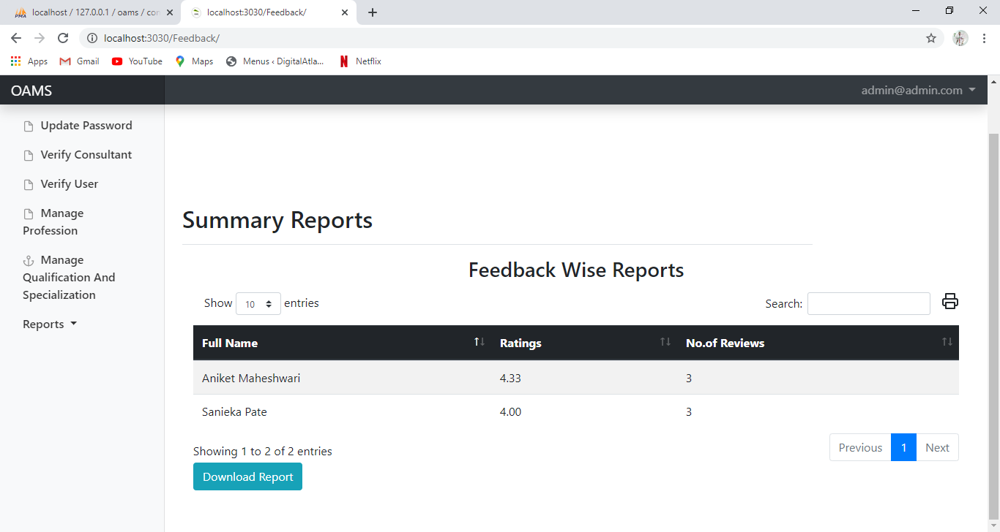 localhost / 127.0.0.1 / oams / cor
localhost:3030/Feedback/
localhost:3030/Feedback/
Apps Gmail YouTube Maps Menus ‹ DigitalAtla... Netflix
OAMS
admin@admin.com
Update Password
Verify Consultant
Verify User
Manage
Profession
Manage
Qualification And
Specialization
Reports
Summary Reports
Feedback Wise Reports
Show 10 entries
Search:
Full Name Ratings No.of Reviews
Aniket Maheshwari 4.33 3
Sanieka Pate 4.00 3
Showing 1 to 2 of 2 entries
Previous 1 Next
Download Report